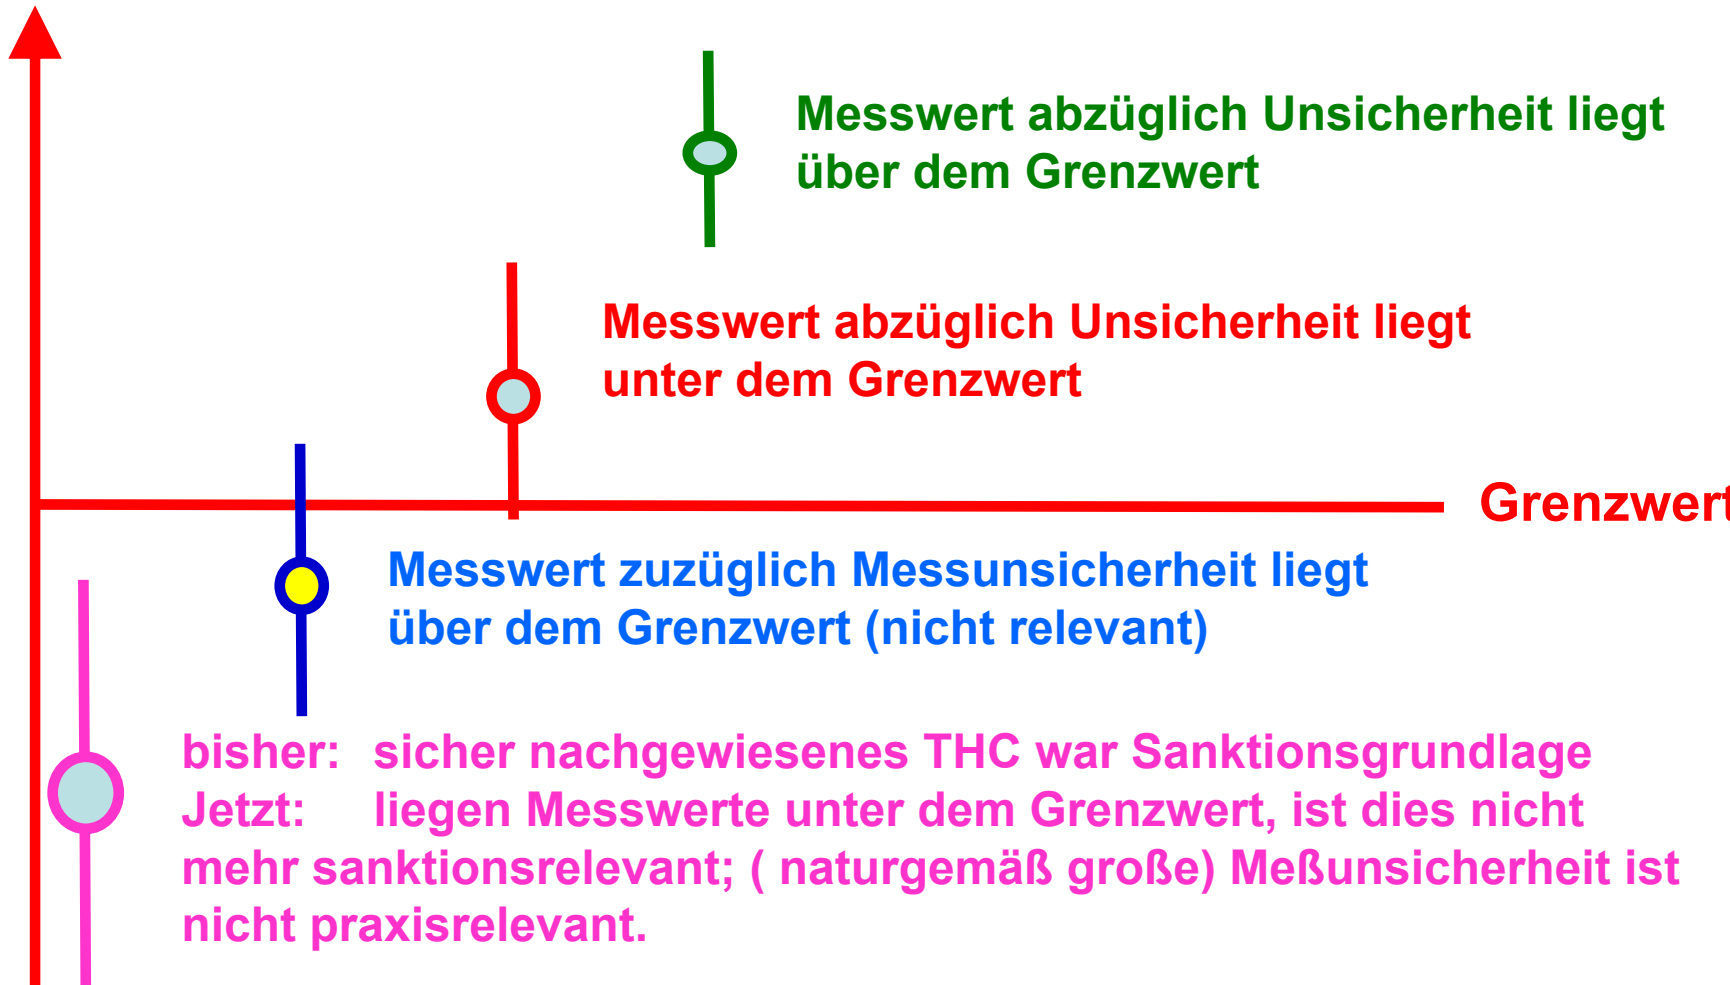 Messwert abzüglich Unsicherheit liegt
über dem Grenzwert
Messwert abzüglich Unsicherheit liegt
unter dem Grenzwert
Grenzwert
Messwert zuzüglich Messunsicherheit liegt
über dem Grenzwert (nicht relevant)
bisher: sicher nachgewiesenes THC war Sanktionsgrundlage
Jetzt: liegen Messwerte unter dem Grenzwert, ist dies nicht
mehr sanktionsrelevant; ( naturgemäß große) Meßunsicherheit ist
nicht praxisrelevant.